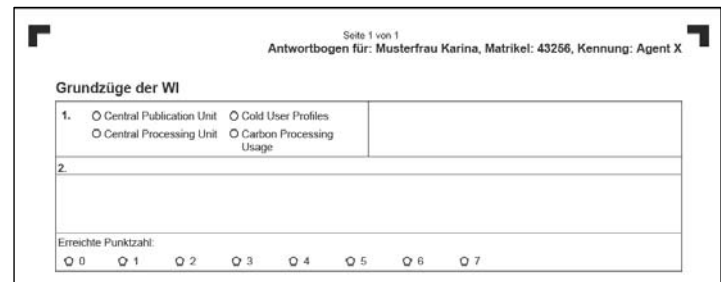 Seite 1 von 1
Antwortbogen für: Musterfrau Karina, Matrikel: 43256, Kennung: Agent X
Grundzüge der WI
1. Central Publication Unit Cold User Profiles
Central Processing Unit Carbon Processing
Usage
2.
Erreichte Punktzahl:
0 1 2 3 4 5 6 7